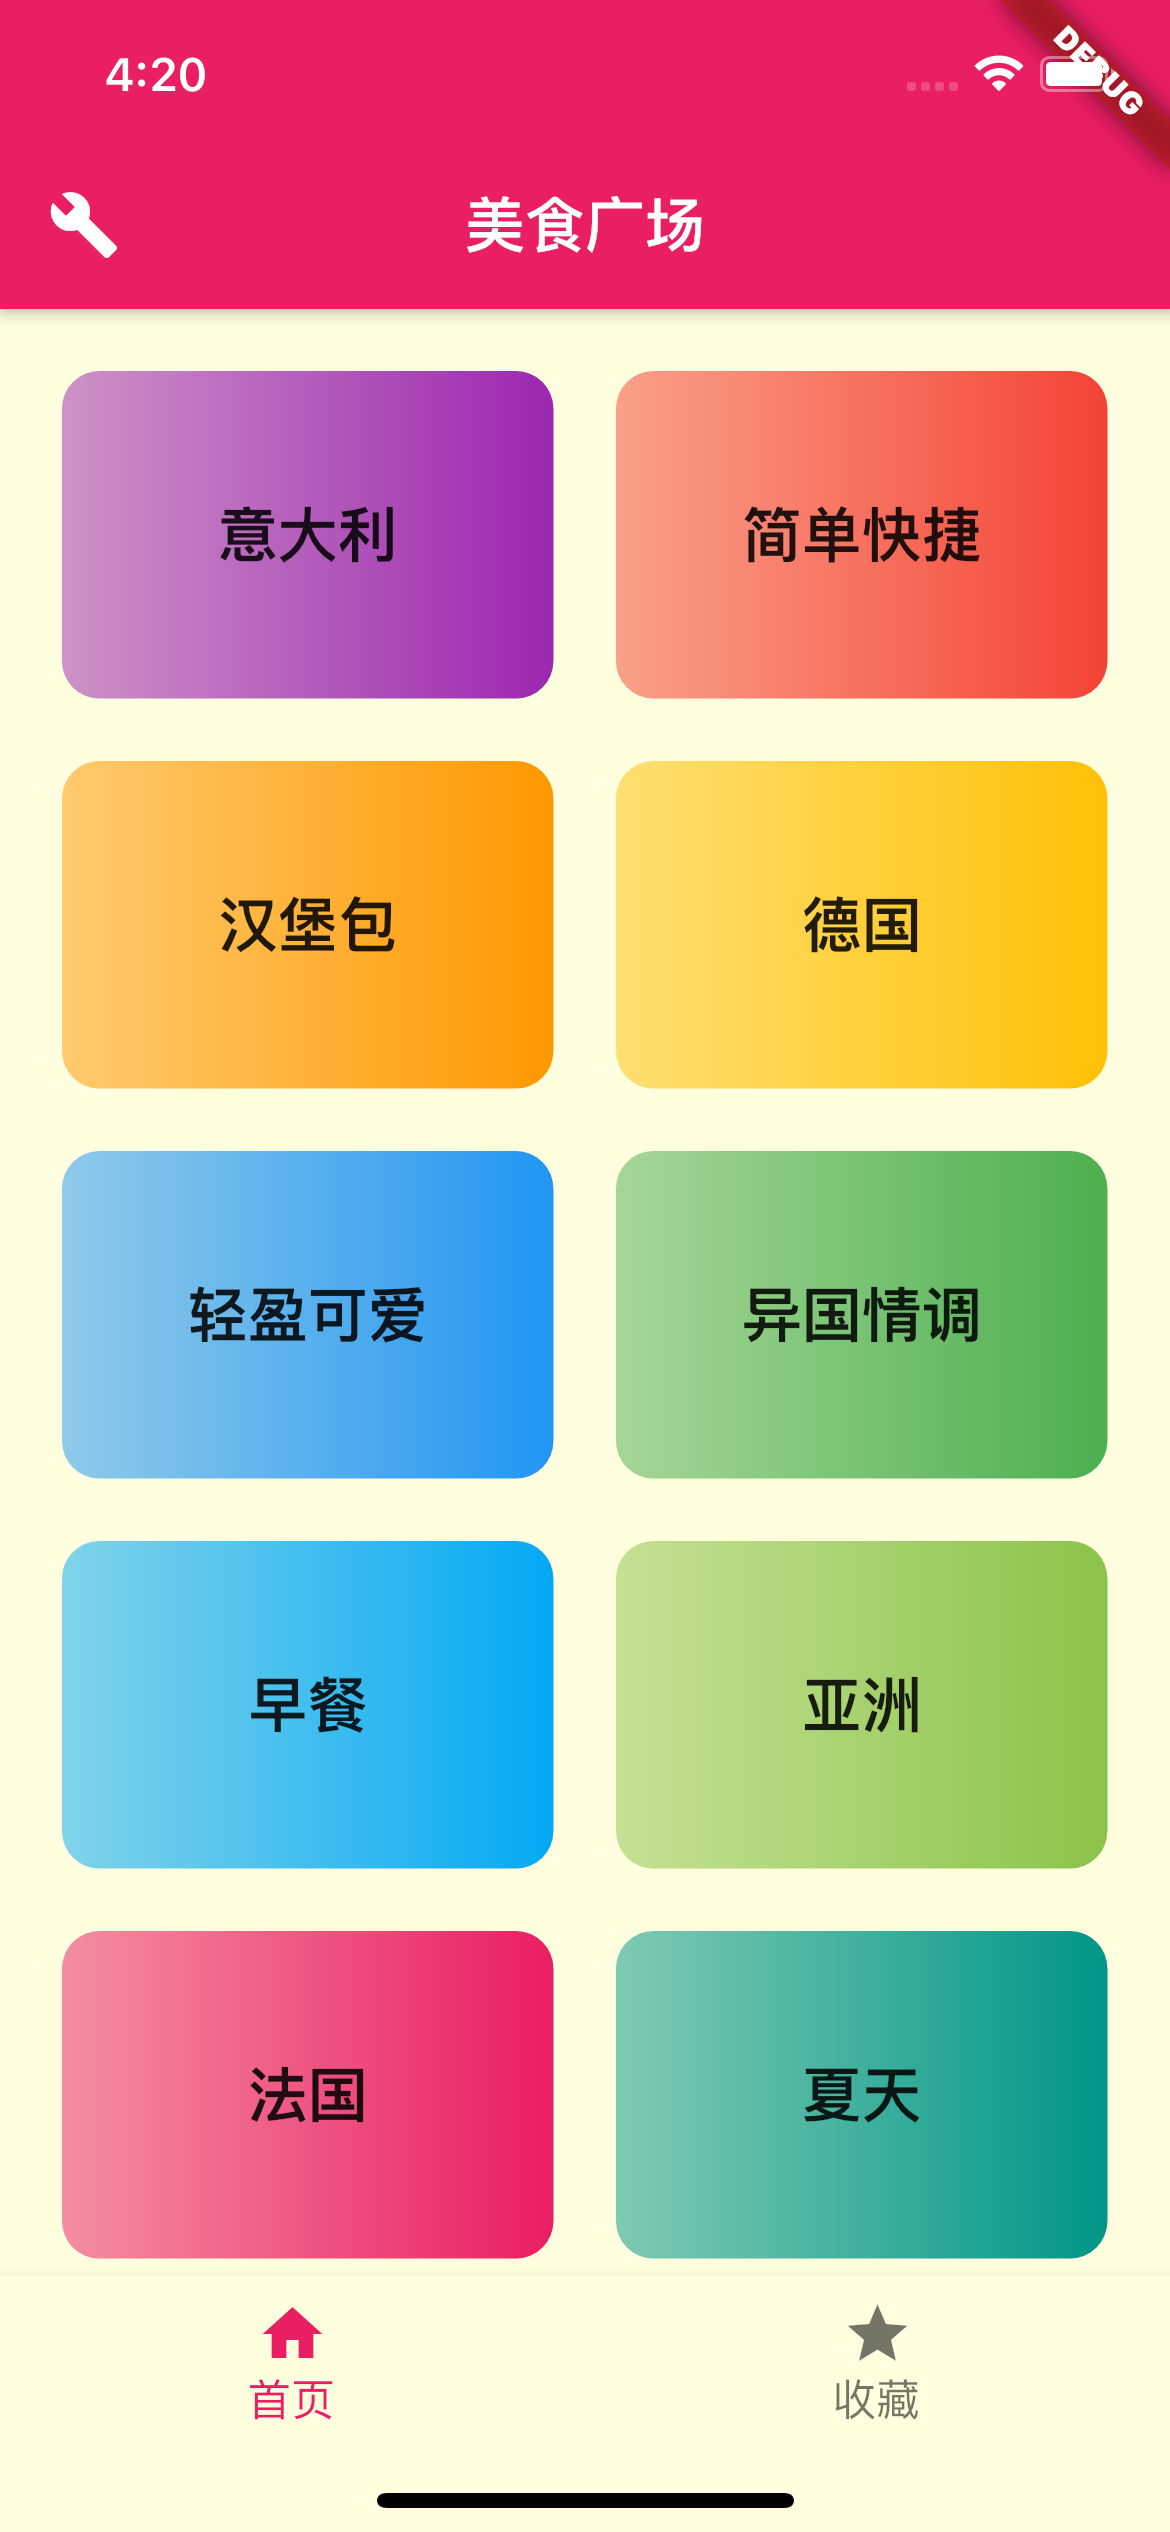 4:20
DEBUG
美食广场
意大利
简单快捷
汉堡包
德国
轻盈可爱
异国情调
早餐
亚洲
法国
夏天
首页
收藏